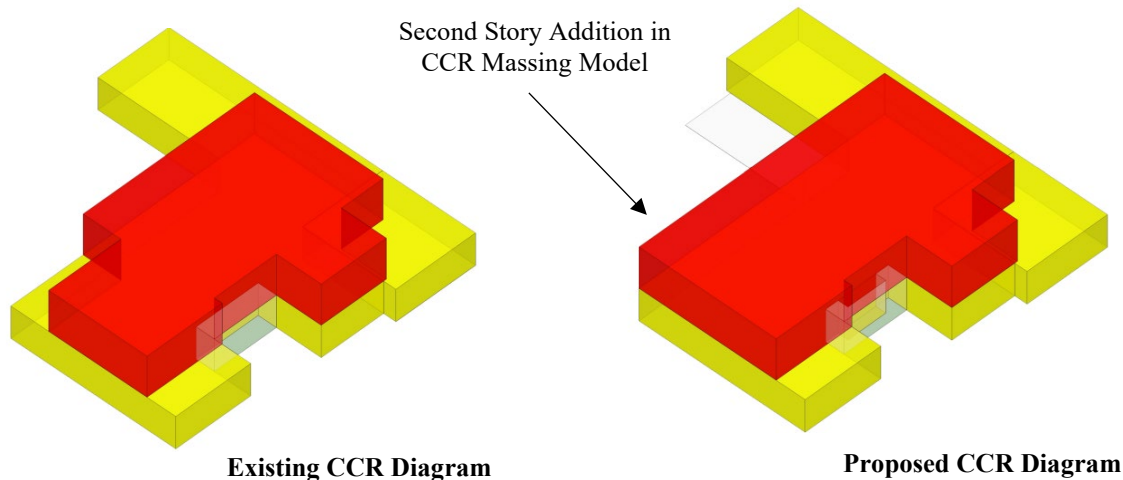 Second Story Addition in
CCR Massing Model
Existing CCR Diagram
Proposed CCR Diagram